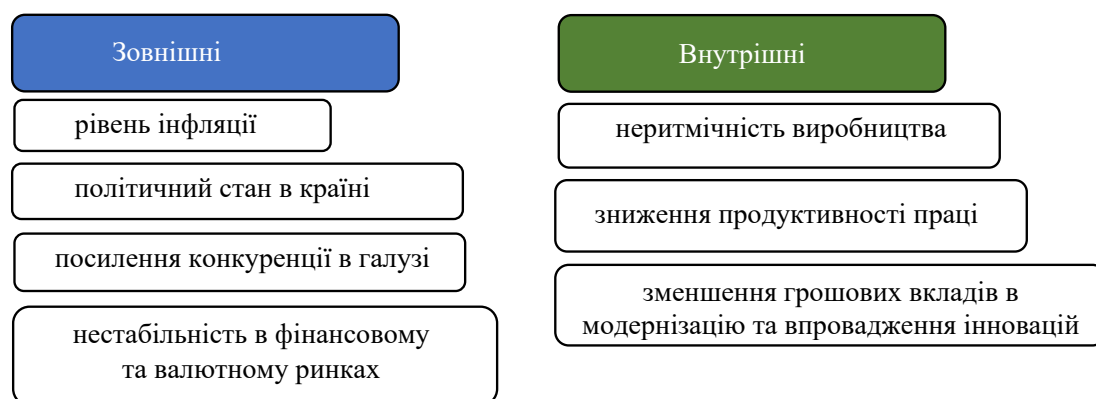 Зовнішні
рівень інфляції
політичний стан в країні
посилення конкуренції в галузі
нестабільність в фінансовому
та валютному ринках
Внутрішні
неритмічність виробництва
зниження продуктивності праці
зменшення грошових вкладів в
модернізацію та впровадження інновацій